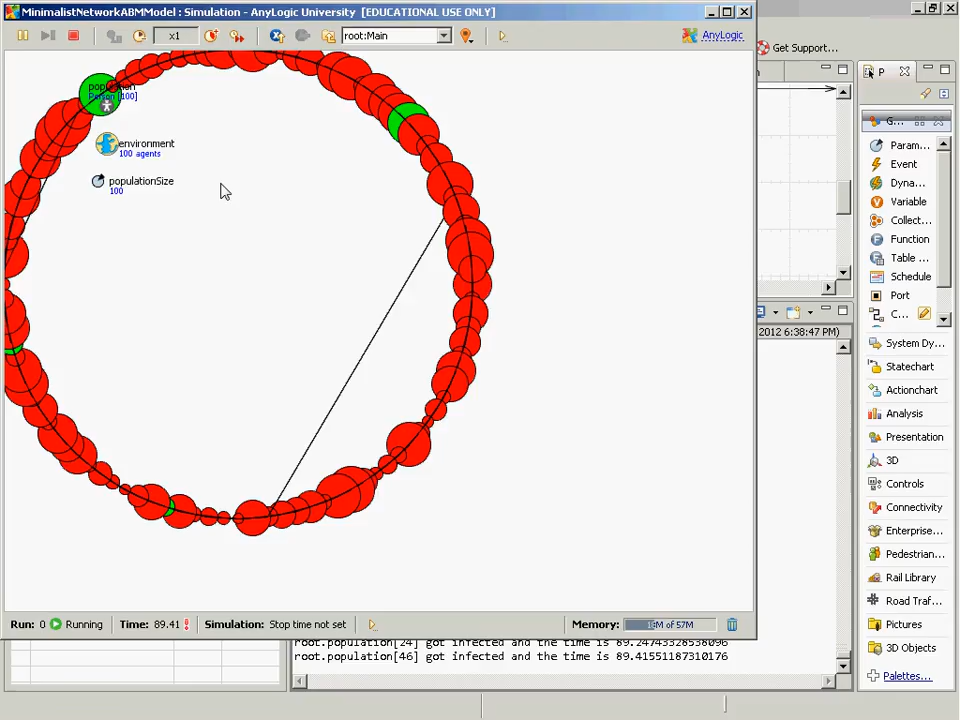 MinimalistNetworkABMModel : Simulation - AnyLogic University [EDUCATIONAL USE ONLY]
x1
root:Main
AnyLogic
Get Support...
P
population
Person [100]
environment
100 agents
populationSize
100
G...
Param...
Event
Dyna...
Variable
Collect...
Function
Table ...
Schedule
Port
C...
2012 6:38:47 PM)
System Dy...
Statechart
Actionchart
Analysis
Presentation
3D
Controls
Connectivity
Enterprise...
Pedestrian...
Rail Library
Road Traf...
Pictures
3D Objects
Palettes...
Run: 0 Running Time: 89.41 Simulation: Stop time not set Memory: 14M of 57M
root.population[24] got infected and the time is 89.24743328538096
root.population[46] got infected and the time is 89.41551187310176